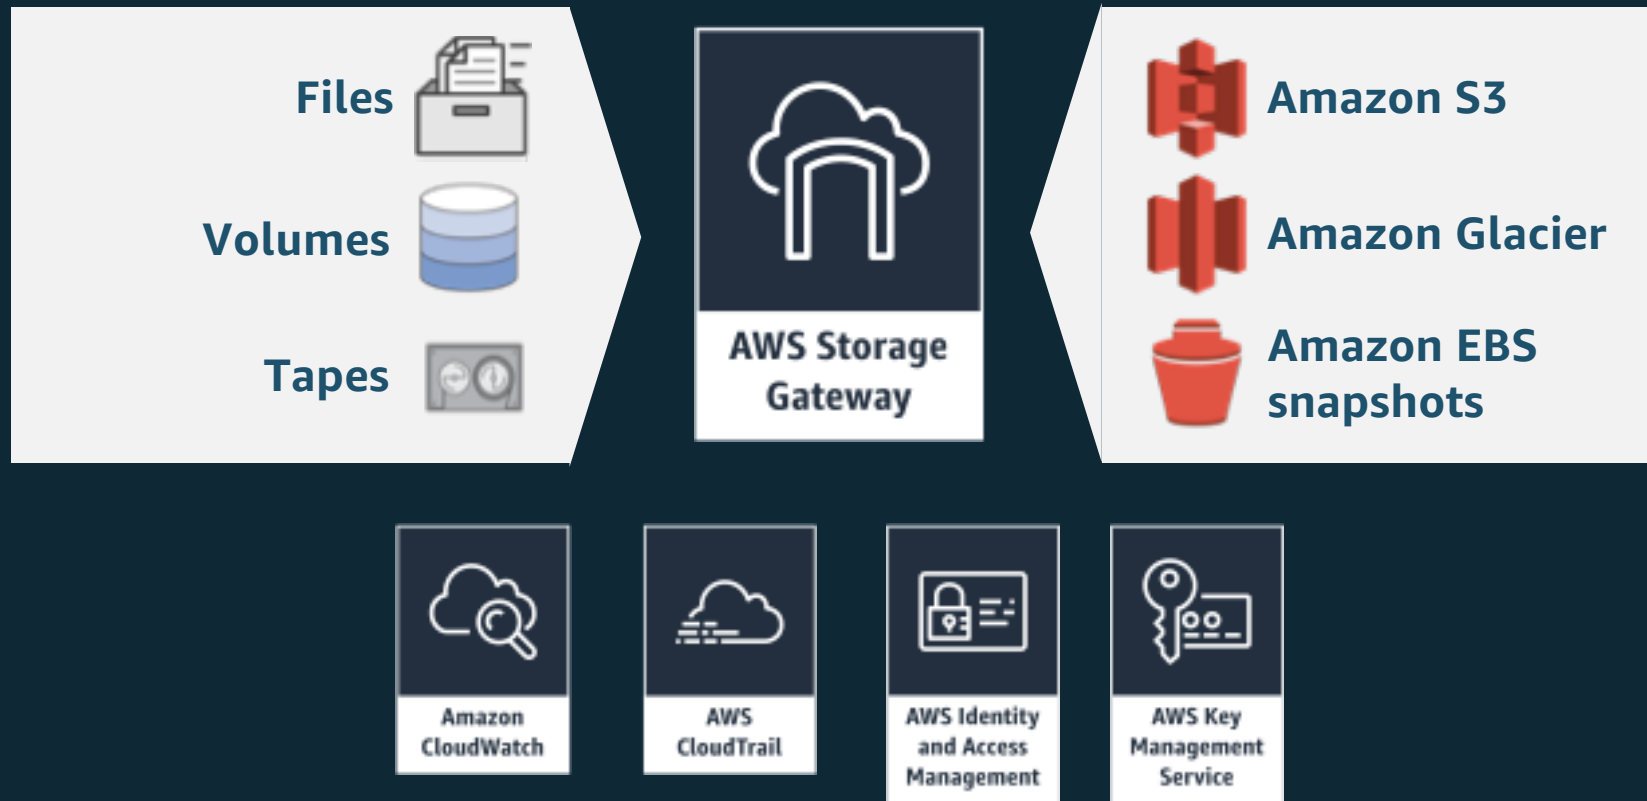 Files
Volumes
Tapes
AWS Storage
Gateway
Amazon S3
Amazon Glacier
Amazon EBS
snapshots
Amazon
CloudWatch
AWS
CloudTrail
AWS Identity
and Access
Management
AWS Key
Management
Service